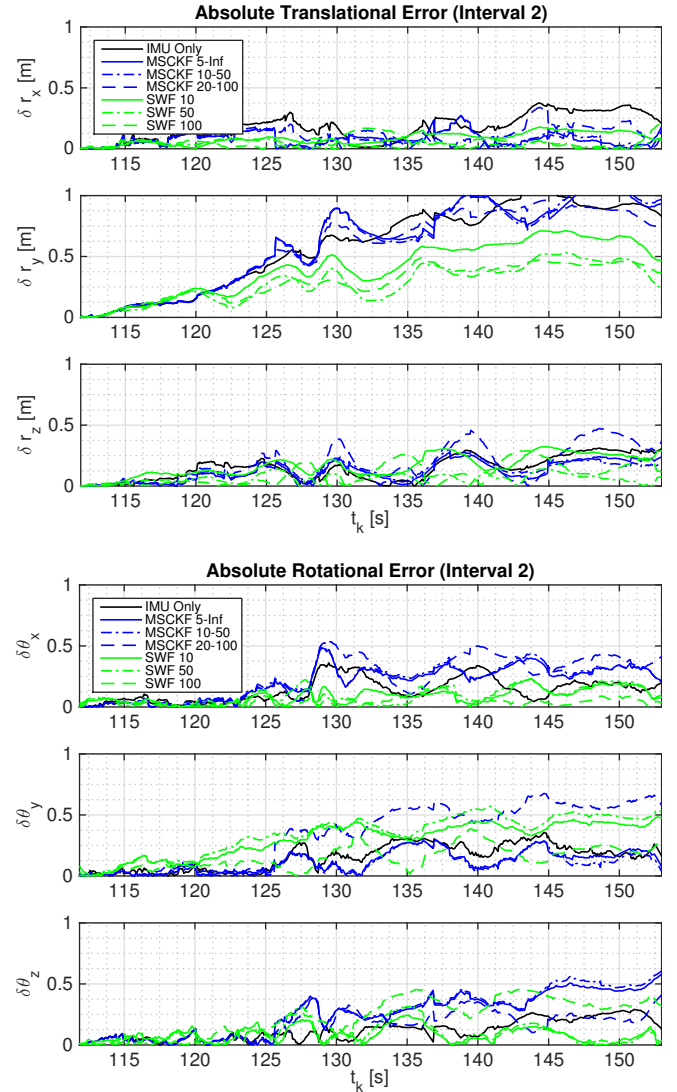 Absolute Translational Error (Interval 2)
δ r_x [m]
1
0.5
0
IMU Only
MSCKF 5-Inf
MSCKF 10-50
MSCKF 20-100
SWF 10
SWF 50
SWF 100
115 120 125 130 135 140 145 150
δ r_y [m]
1
0.5
0
115 120 125 130 135 140 145 150
δ r_z [m]
1
0.5
0
115 120 125 130 135 140 145 150
t_k [s]
Absolute Rotational Error (Interval 2)
δθ_x
1
0.5
0
IMU Only
MSCKF 5-Inf
MSCKF 10-50
MSCKF 20-100
SWF 10
SWF 50
SWF 100
115 120 125 130 135 140 145 150
δθ_y
1
0.5
0
115 120 125 130 135 140 145 150
δθ_z
1
0.5
0
115 120 125 130 135 140 145 150
t_k [s]